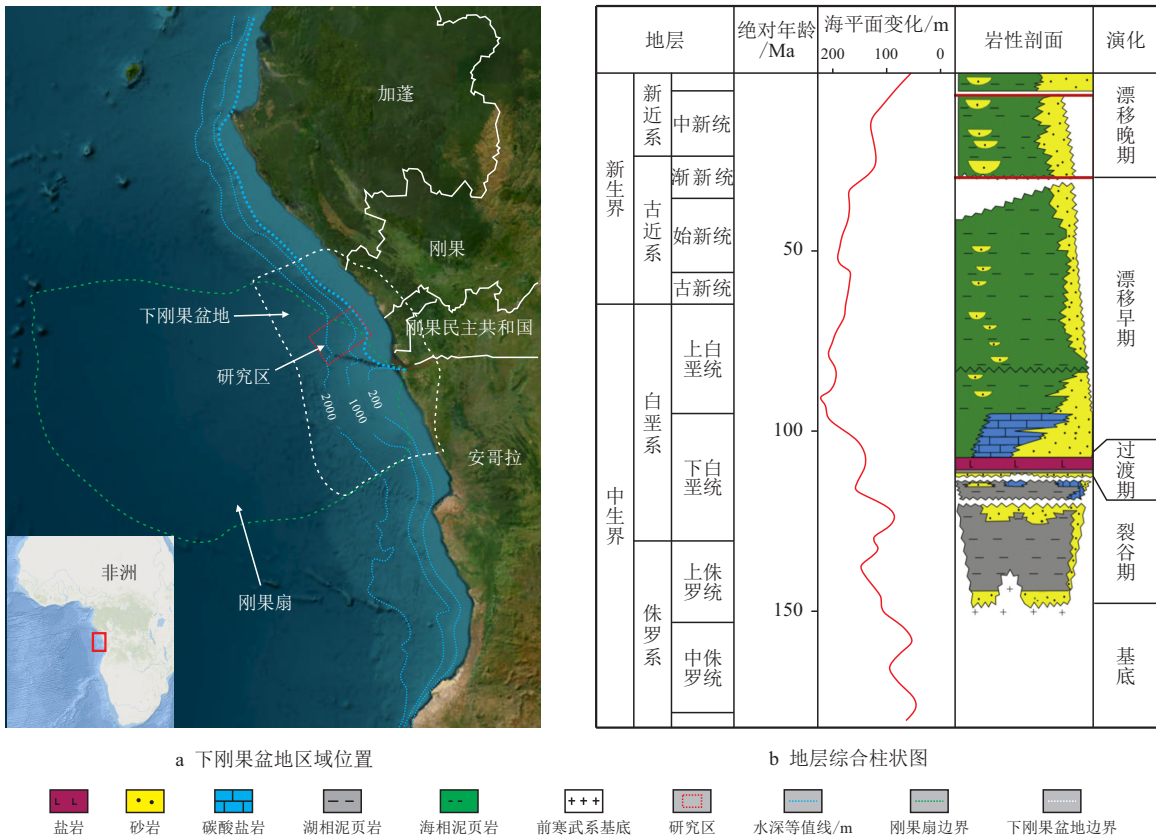 加蓬
刚果
下刚果盆地
刚果民主共和国
研究区
2000
1000
200
安哥拉
刚果扇
非洲
a 下刚果盆地区域位置
地层
绝对年龄
/Ma
海平面变化/m
200
100
0
岩性剖面
演化
新生界
新近系
中新统
古近系
渐新统
始新统
古新统
中生界
白垩系
上白
垩统
下白
垩统
侏罗系
上侏
罗统
中侏
罗统
50
100
150
漂移晚期
漂移早期
过渡期
裂谷期
基底
b 地层综合柱状图
盐岩
砂岩
碳酸盐岩
湖相泥页岩
海相泥页岩
前寒武系基底
研究区
水深等值线/m
刚果扇边界
下刚果盆地边界